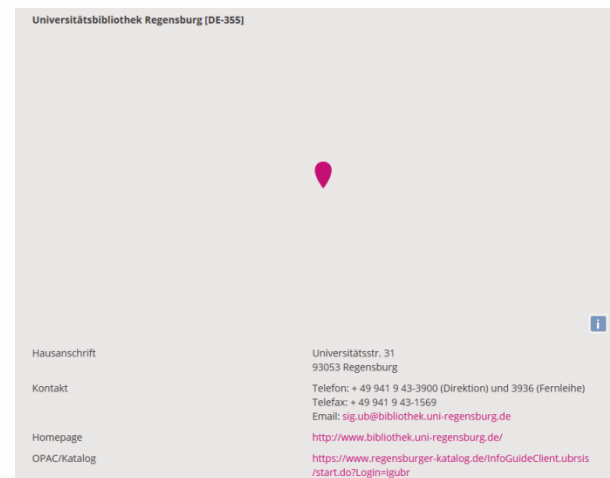 Universitätsbibliothek Regensburg [DE-355]
i
Hausanschrift
Universitätsstr. 31
93053 Regensburg
Kontakt
Telefon: + 49 941 9 43-3900 (Direktion) und 3936 (Fernleihe)
Telefax: + 49 941 9 43-1569
Email: sig.ub@bibliothek.uni-regensburg.de
Homepage
http://www.bibliothek.uni-regensburg.de/
OPAC/Katalog
https://www.regensburger-katalog.de/InfoGuideClient.ubrsis
/start.do?Login=igubr